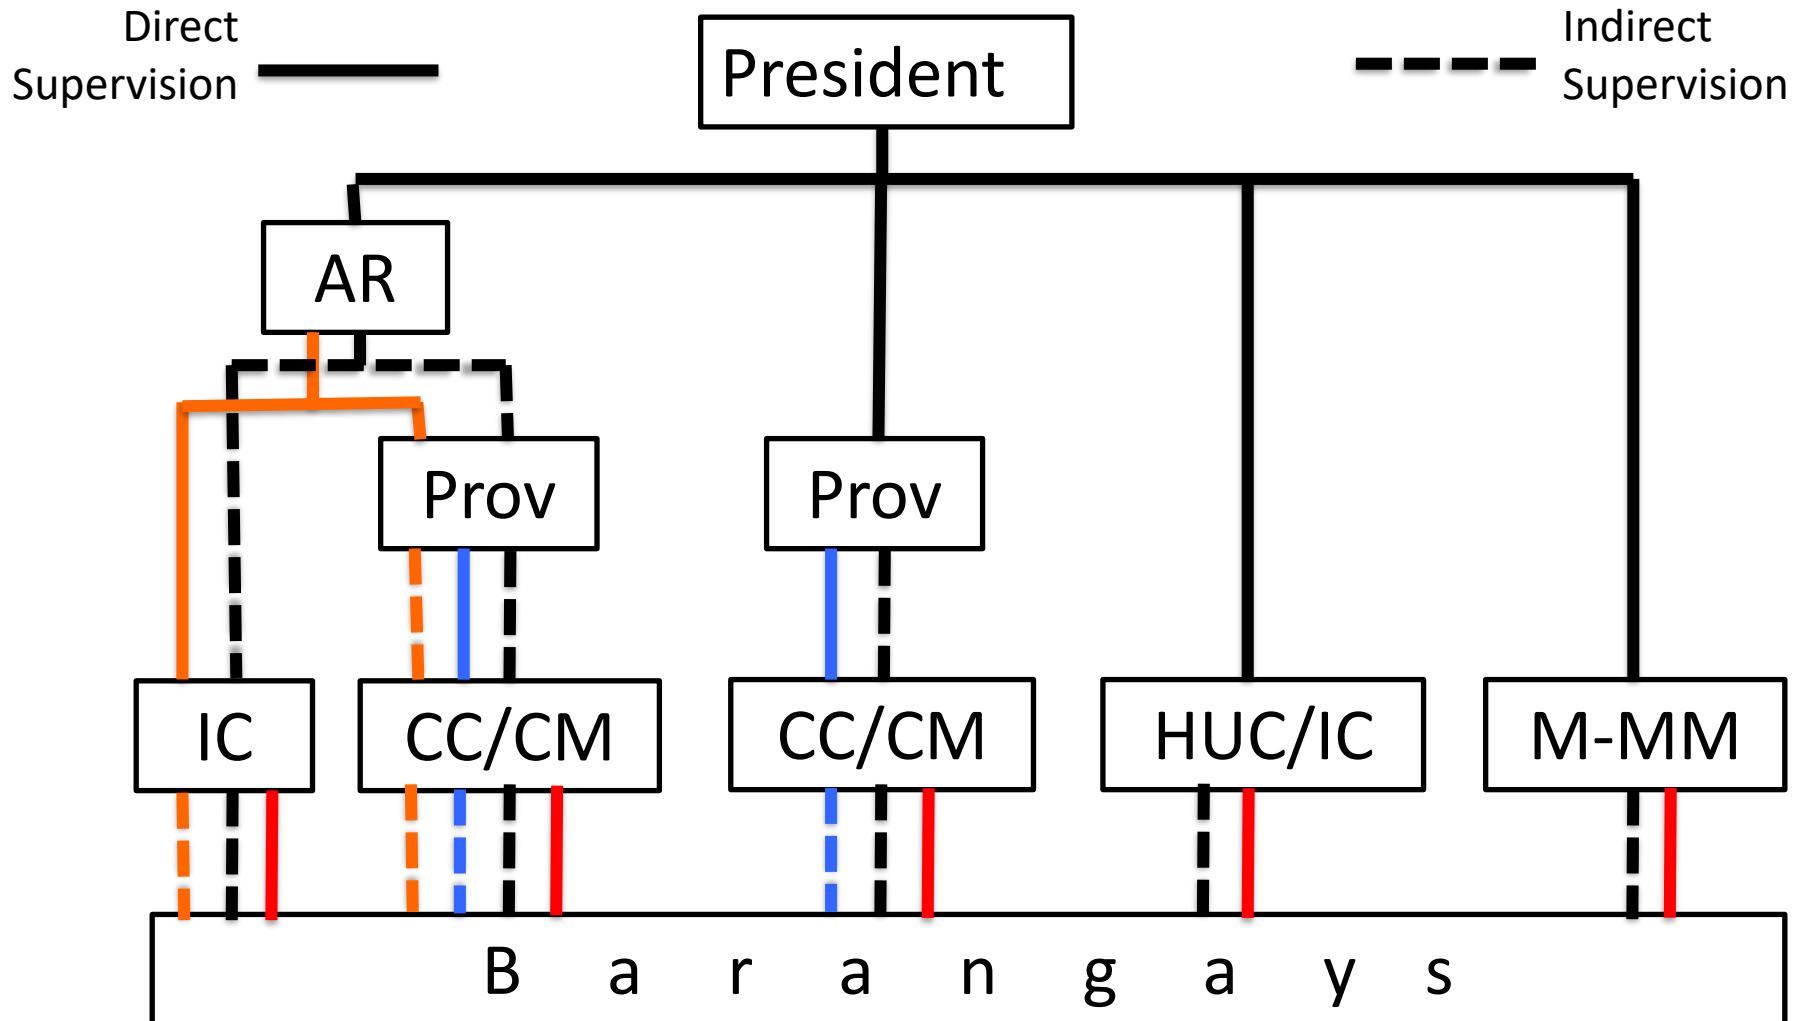 Direct
Supervision
President
Indirect
Supervision
AR
Prov
Prov
IC
CC/CM
CC/CM
HUC/IC
M-MM
B a r a n g a y s